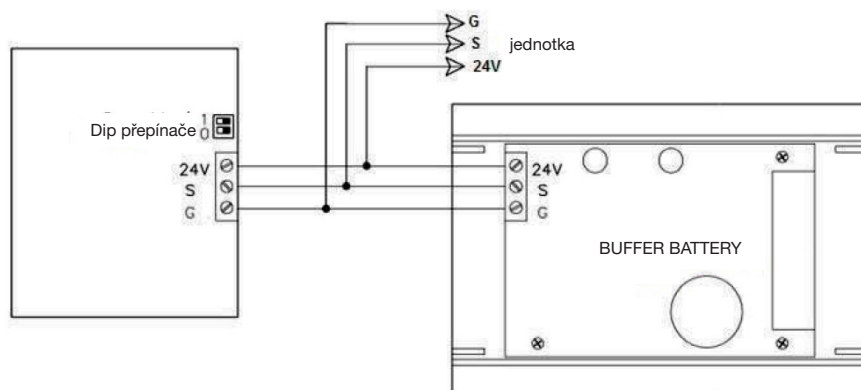 G
S jednotka
24V
1
Dip přepínače 0
24V
S
G
24V
S
G
BUFFER BATTERY